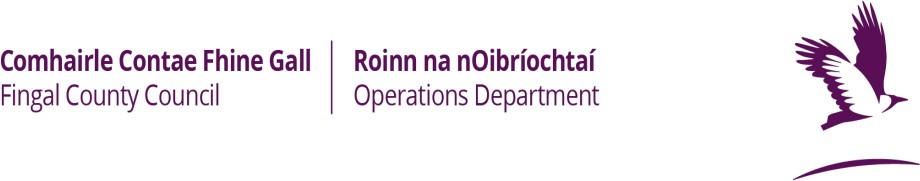 Comhairle Contae Fhine Gall
Fingal County Council
Roinn na nOibríochtaí
Operations Department